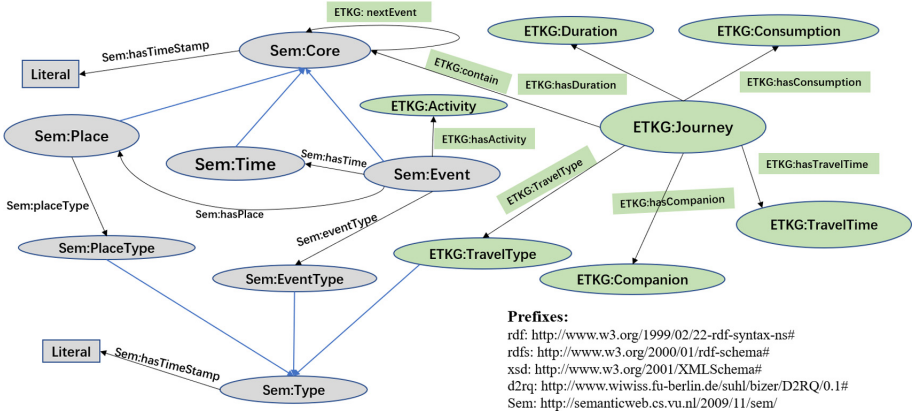 ETKG: nextEvent
Sem:Core
Sem:hasTimeStamp
Literal
ETKG:contain
ETKG:Duration
ETKG:Consumption
ETKG:hasDuration
ETKG:hasConsumption
ETKG:Activity
ETKG:Journey
Sem:Place
ETKG:hasActivity
Sem:Time
Sem:hasTime
Sem:Event
ETKG:hasTravelTime
ETKG:TravelType
ETKG:hasCompanion
Sem:placeType
Sem:hasPlace
Sem:eventType
ETKG:TravelTime
Sem:PlaceType
ETKG:TravelType
Sem:EventType
ETKG:Companion
Literal
Sem:hasTimeStamp
Sem:Type
Prefixes:
rdf: http://www.w3.org/1999/02/22-rdf-syntax-ns#
rdfs: http://www.w3.org/2000/01/rdf-schema#
xsd: http://www.w3.org/2001/XMLSchema#
d2rq: http://www.wiwiss.fu-berlin.de/suhl/bizer/D2RQ/0.1#
Sem: http://semanticweb.cs.vu.nl/2009/11/sem/